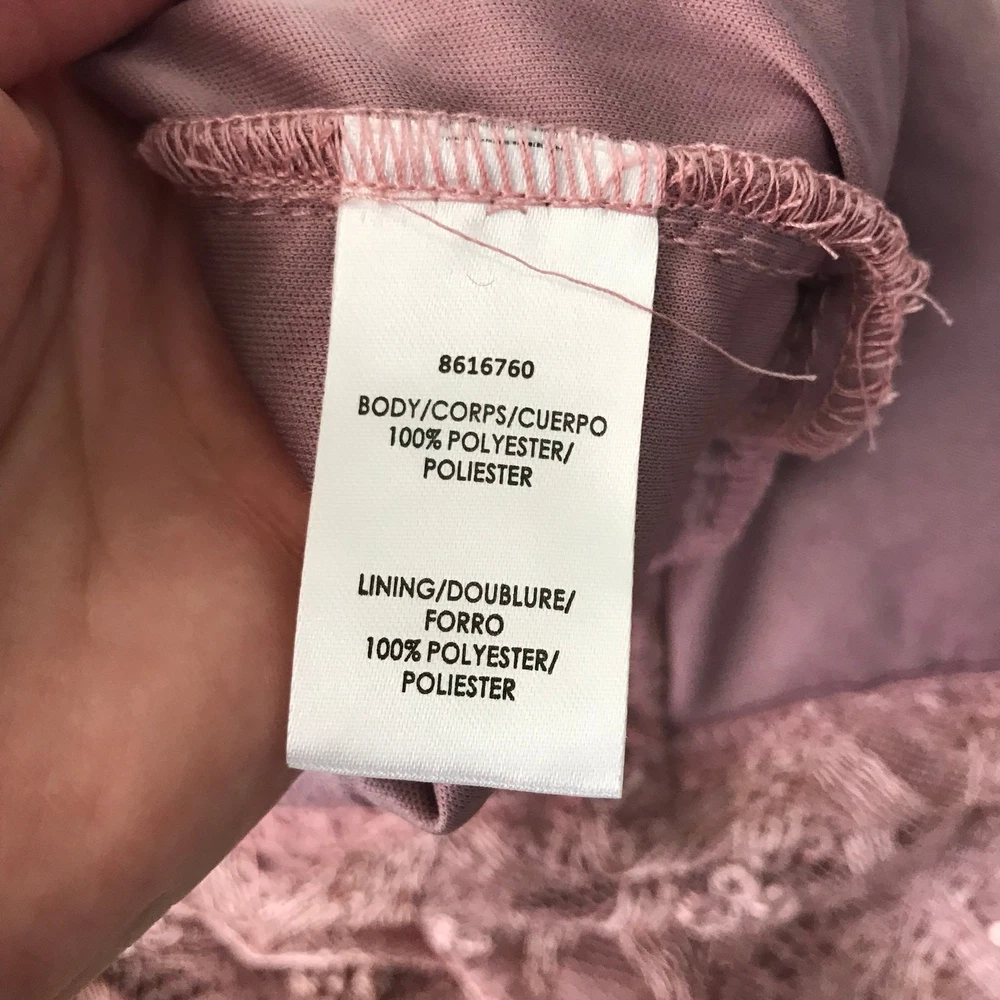 8616760
BODY/CORPS/CUERPO
100% POLYESTER/
POLIESTER
LINING/DOUBLURE/
FORRO
100% POLYESTER/
POLIESTER